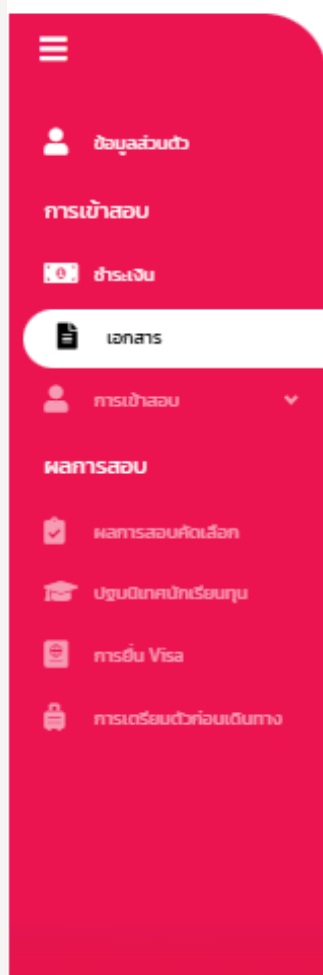 ข้อมูลส่วนตัว
การเข้าสอบ
ชำระเงิน
เอกสาร
การเข้าสอบ
ผลการสอบ
ผลการสอบคัดเลือก
ปฐมนิเทศนักเรียนทุน
การยื่น Visa
การเตรียมตัวก่อนเดินทาง